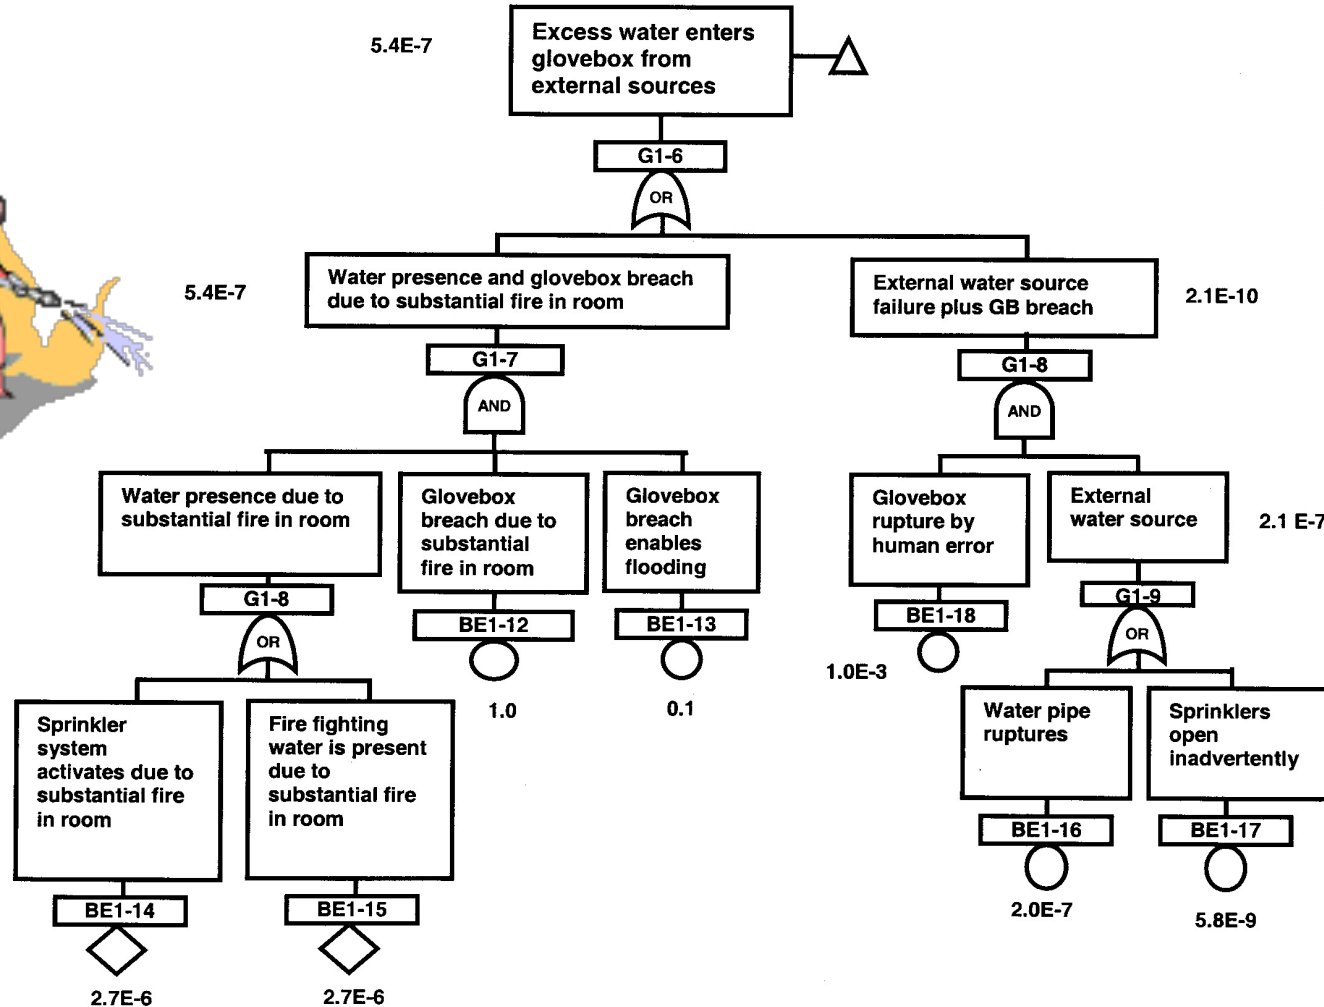 5.4E-7
Excess water enters
glovebox from
external sources
G1-6
OR
5.4E-7
Water presence and glovebox breach
due to substantial fire in room
G1-7
AND
External water source
failure plus GB breach
2.1E-10
G1-8
AND
Water presence due to
substantial fire in room
G1-8
OR
Glovebox
breach due to
substantial
fire in room
BE1-12
1.0
Glovebox
breach
enables
flooding
BE1-13
0.1
Glovebox
rupture by
human error
BE1-18
1.0E-3
External
water source
2.1 E-7
G1-9
OR
Sprinkler
system
activates due to
substantial fire
in room
BE1-14
2.7E-6
Fire fighting
water is present
due to
substantial fire
in room
BE1-15
2.7E-6
Water pipe
ruptures
BE1-16
2.0E-7
Sprinklers
open
inadvertently
BE1-17
5.8E-9